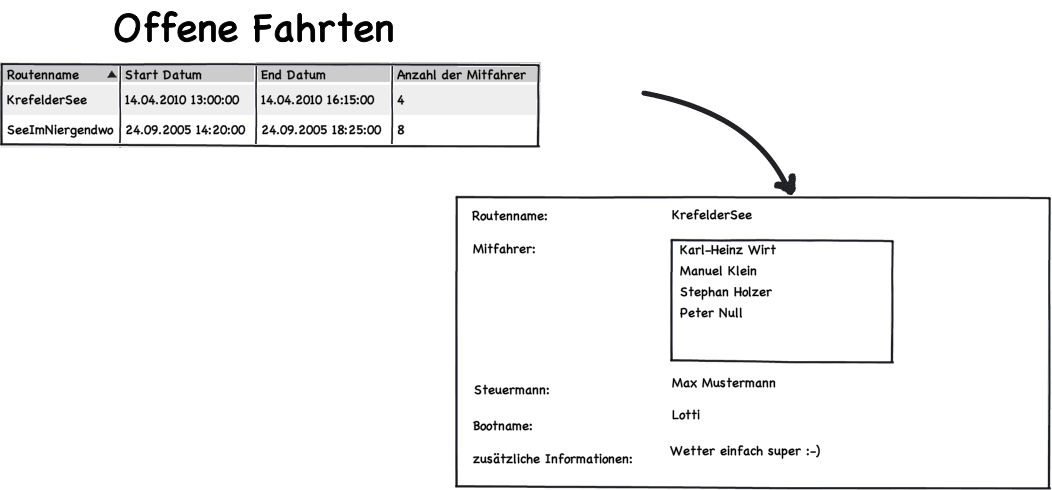 Offene Fahrten
Routenname Start Datum End Datum Anzahl der Mitfahrer
KrefelderSee 14.04.2010 13:00:00 14.04.2010 16:15:00 4
SeeImNiergendwo 24.09.2005 14:20:00 24.09.2005 18:25:00 8
Routenname: KrefelderSee
Mitfahrer: Karl-Heinz Wirt
Manuel Klein
Stephan Holzer
Peter Null
Steuermann: Max Mustermann
Bootname: Lotti
zusätzliche Informationen: Wetter einfach super :-)